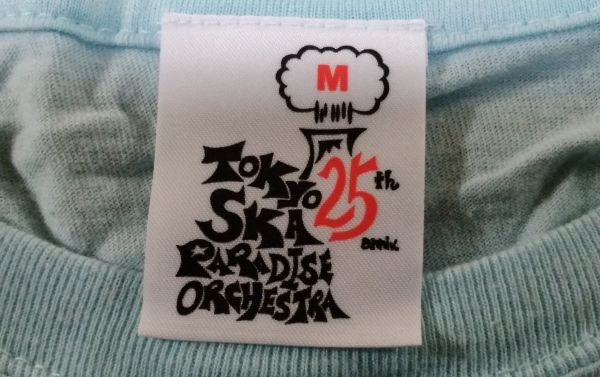 M
TOKYO
25th
SKA
anniv.
PARADISE
ORCHESTRA